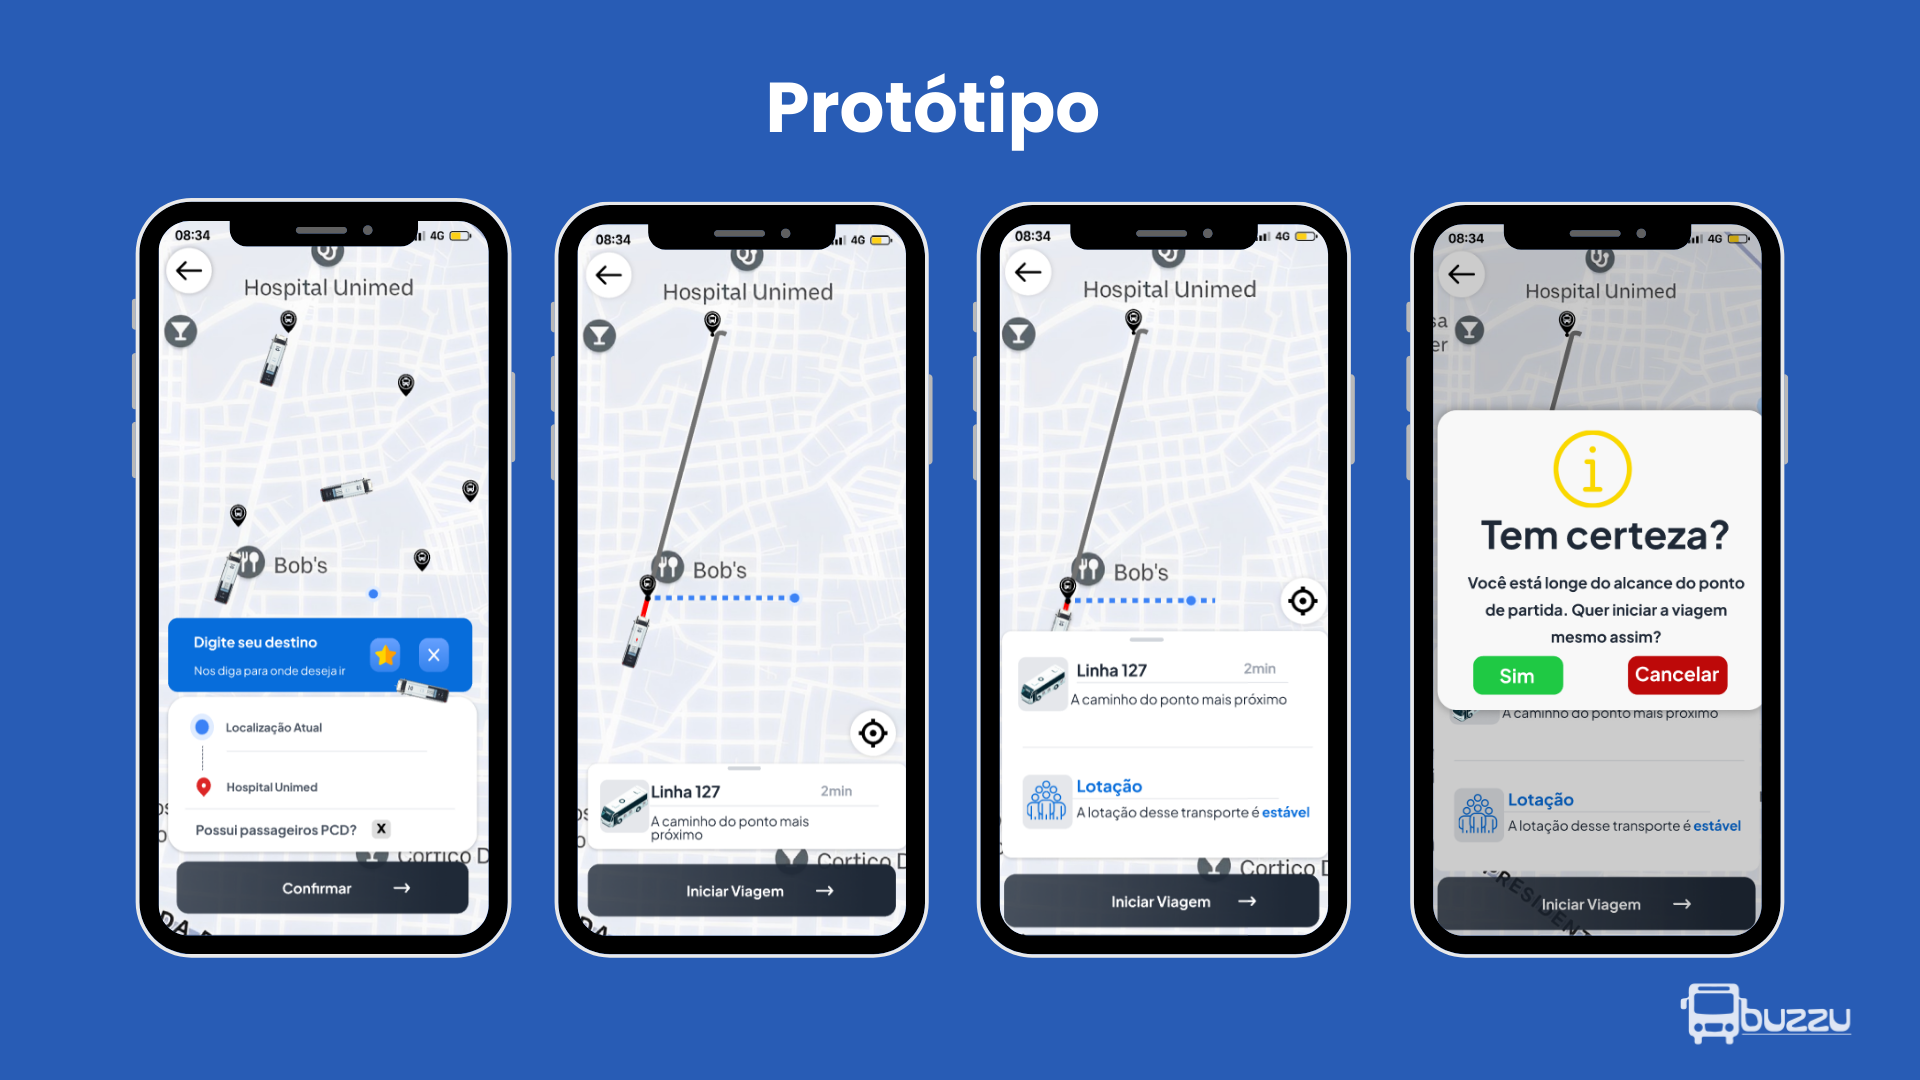 Protótipo
08:34
4G
Hospital Unimed
Bob's
Digite seu destino
Nos diga para onde deseja ir
X
Localização Atual
Hospital Unimed
Possui passageiros PCD?
X
Cortiço D
Confirmar
DA
08:34
4G
Hospital Unimed
Bob's
Linha 127
2min
A caminho do ponto mais
próximo
Cortiço D
Iniciar Viagem
DA
08:34
4G
Hospital Unimed
Bob's
Linha 127
2min
A caminho do ponto mais próximo
Lotação
A lotação desse transporte é estável
Cortiço D
Iniciar Viagem
08:34
4G
Hospital Unimed
sa
er
i
Tem certeza?
Você está longe do alcance do ponto
de partida. Quer iniciar a viagem
mesmo assim?
Sim
Cancelar
A caminho do ponto mais próximo
Lotação
A lotação desse transporte é estável
PRESIDENT
Iniciar Viagem
buzzu